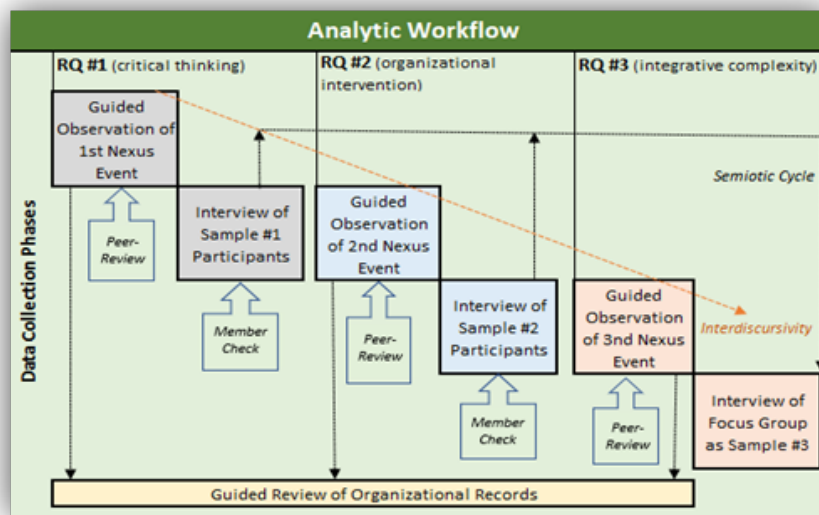 Analytic Workflow
RQ #1 (critical thinking)
RQ #2 (organizational
intervention)
RQ #3 (integrative complexity)
Guided
Observation of
1st Nexus
Event
Semiotic Cycle
Data Collection Phases
Peer-
Review
Interview of
Sample #1
Participants
Guided
Observation
of 2nd Nexus
Event
Member
Check
Peer-
Review
Interview of
Sample #2
Participants
Guided
Observation
of 3nd Nexus
Event
Interdiscursivity
Member
Check
Peer-
Review
Interview of
Focus Group
as Sample #3
Guided Review of Organizational Records